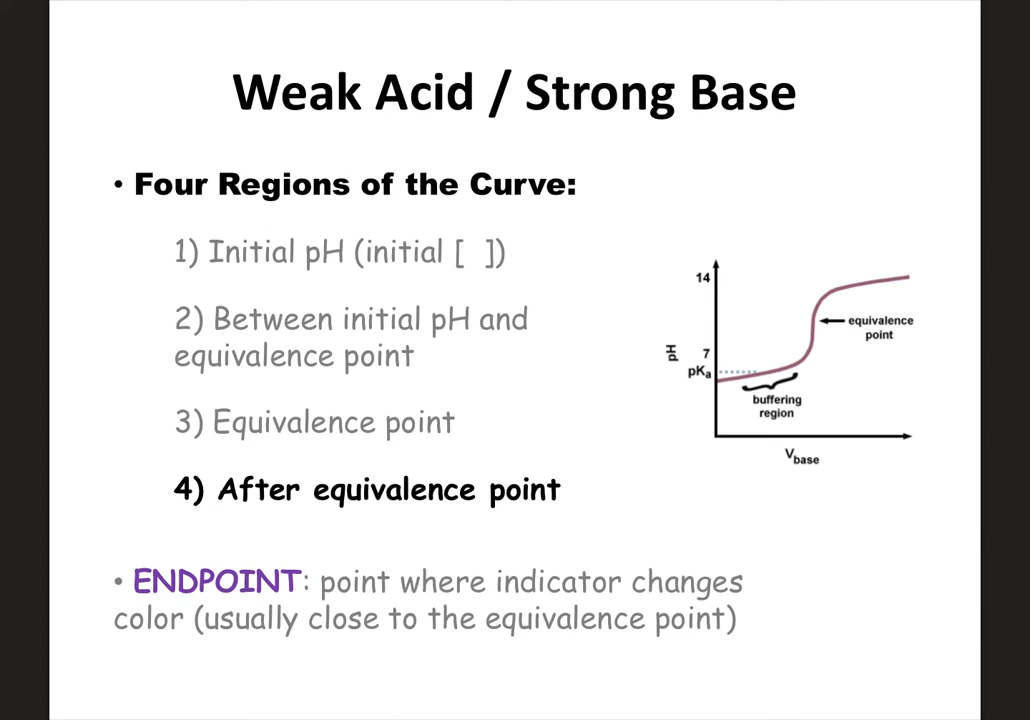 Weak Acid / Strong Base
• Four Regions of the Curve:
1) Initial pH (initial [ ])
2) Between initial pH and
equivalence point
3) Equivalence point
4) After equivalence point
• ENDPOINT: point where indicator changes
color (usually close to the equivalence point)
14
equivalence
point
pH
7
pKa
buffering
region
Vbase